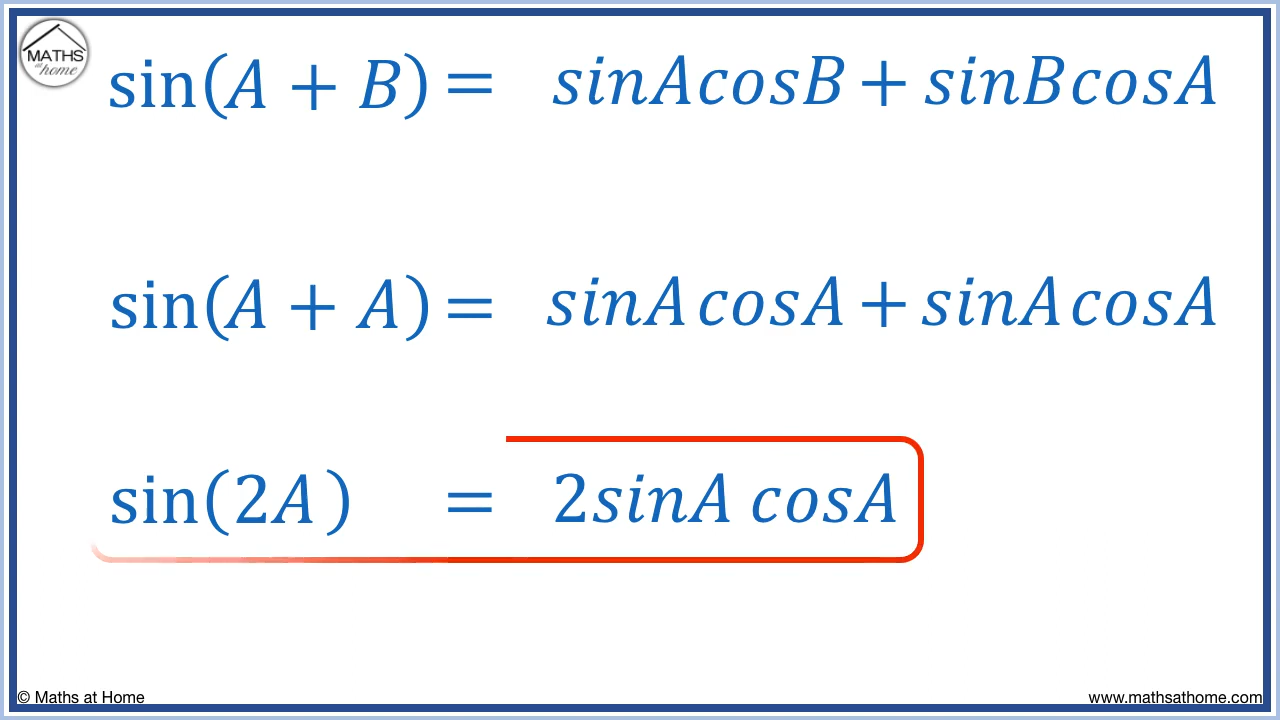 MATHS
at home
sin(A + B) = sinAcosB + sinBcosA
sin(A + A) = sinA cosA + sinA cosA
sin(2A) = 2sinA cosA
© Maths at Home
www.mathsathome.com